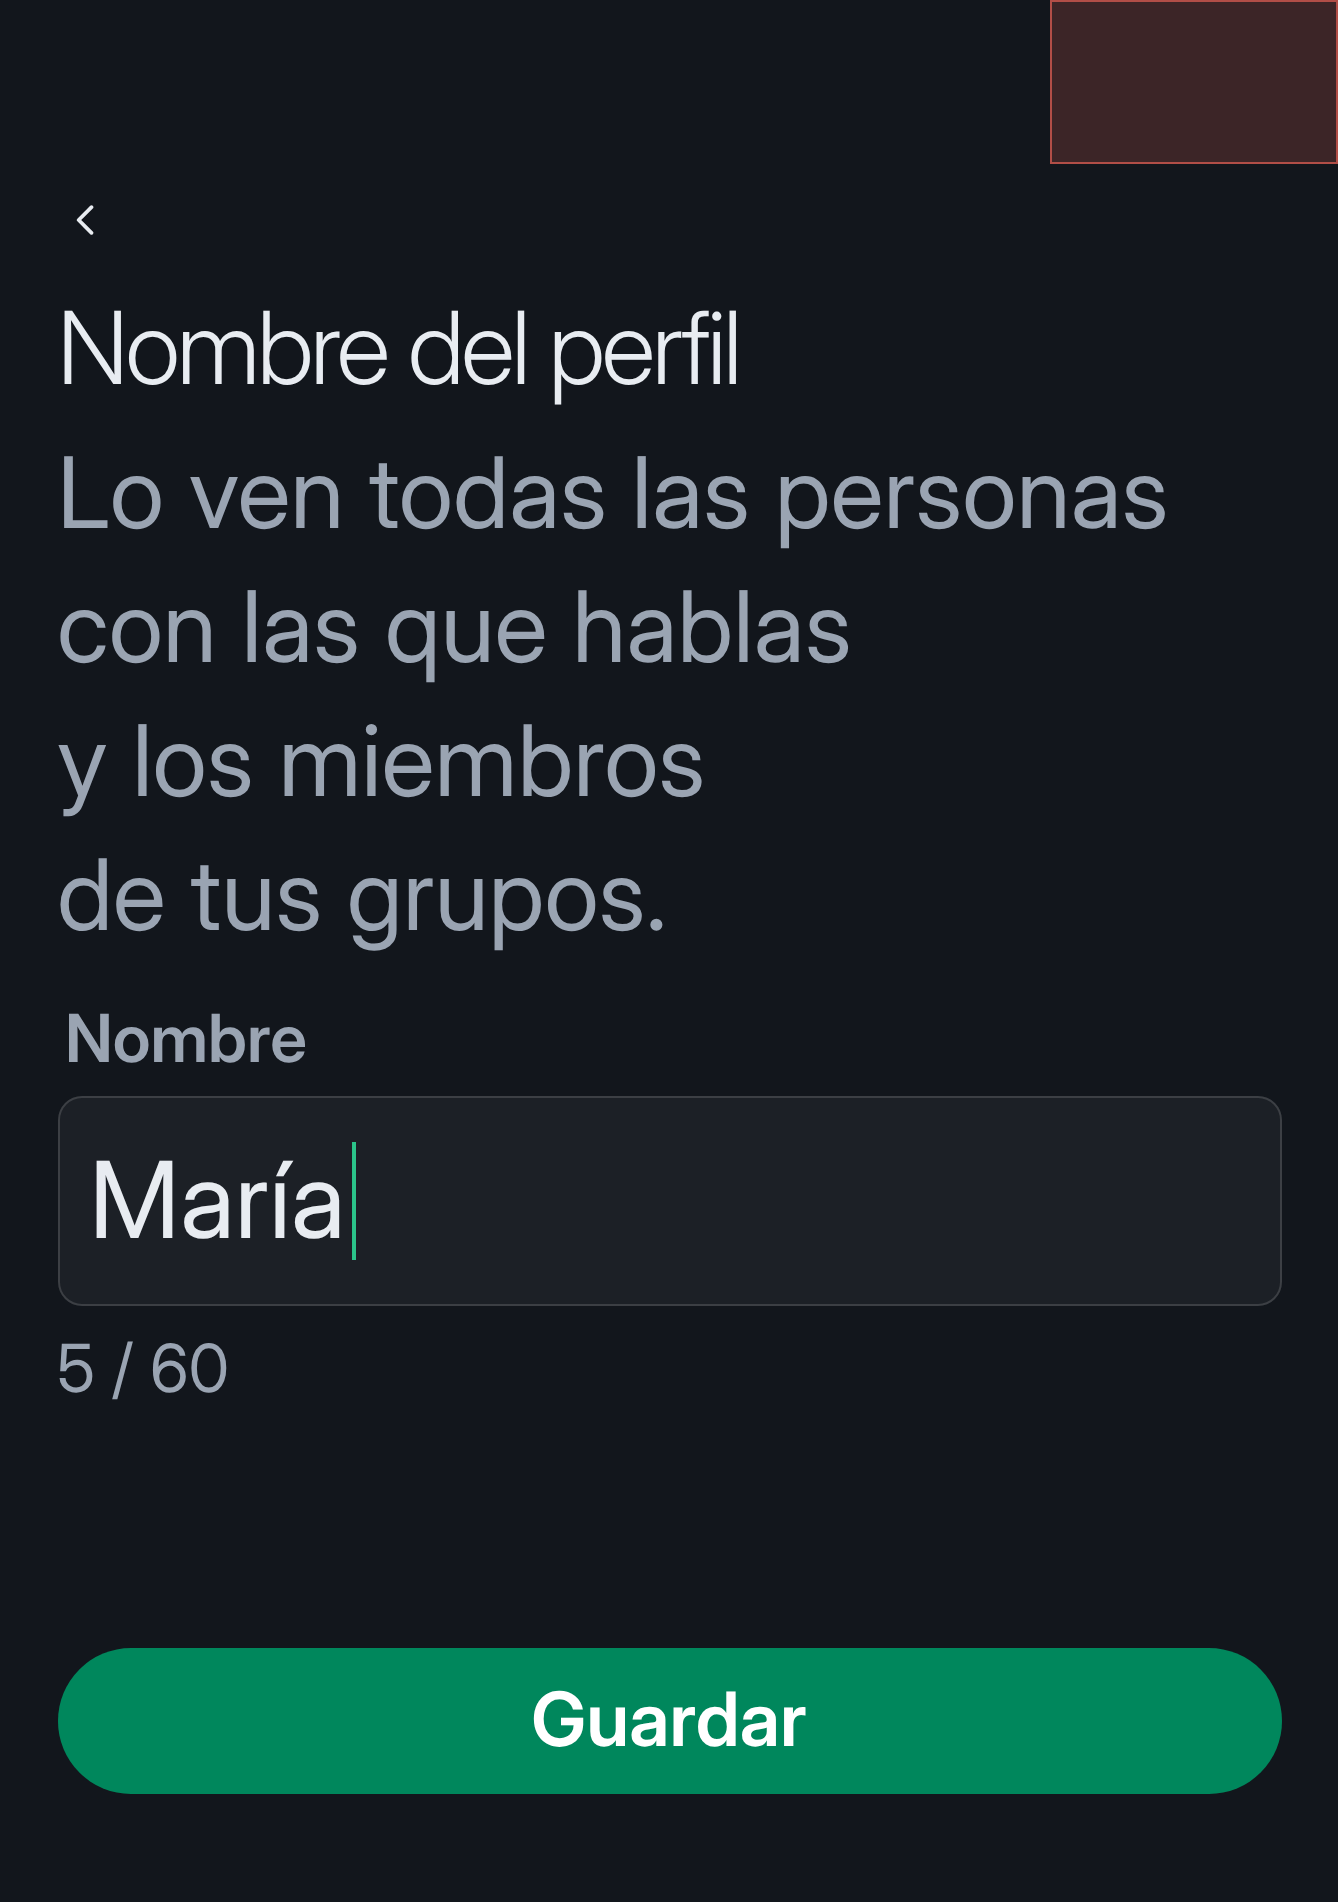 Nombre del perfil
Lo ven todas las personas
con las que hablas
y los miembros
de tus grupos.
Nombre
María
5 / 60
Guardar